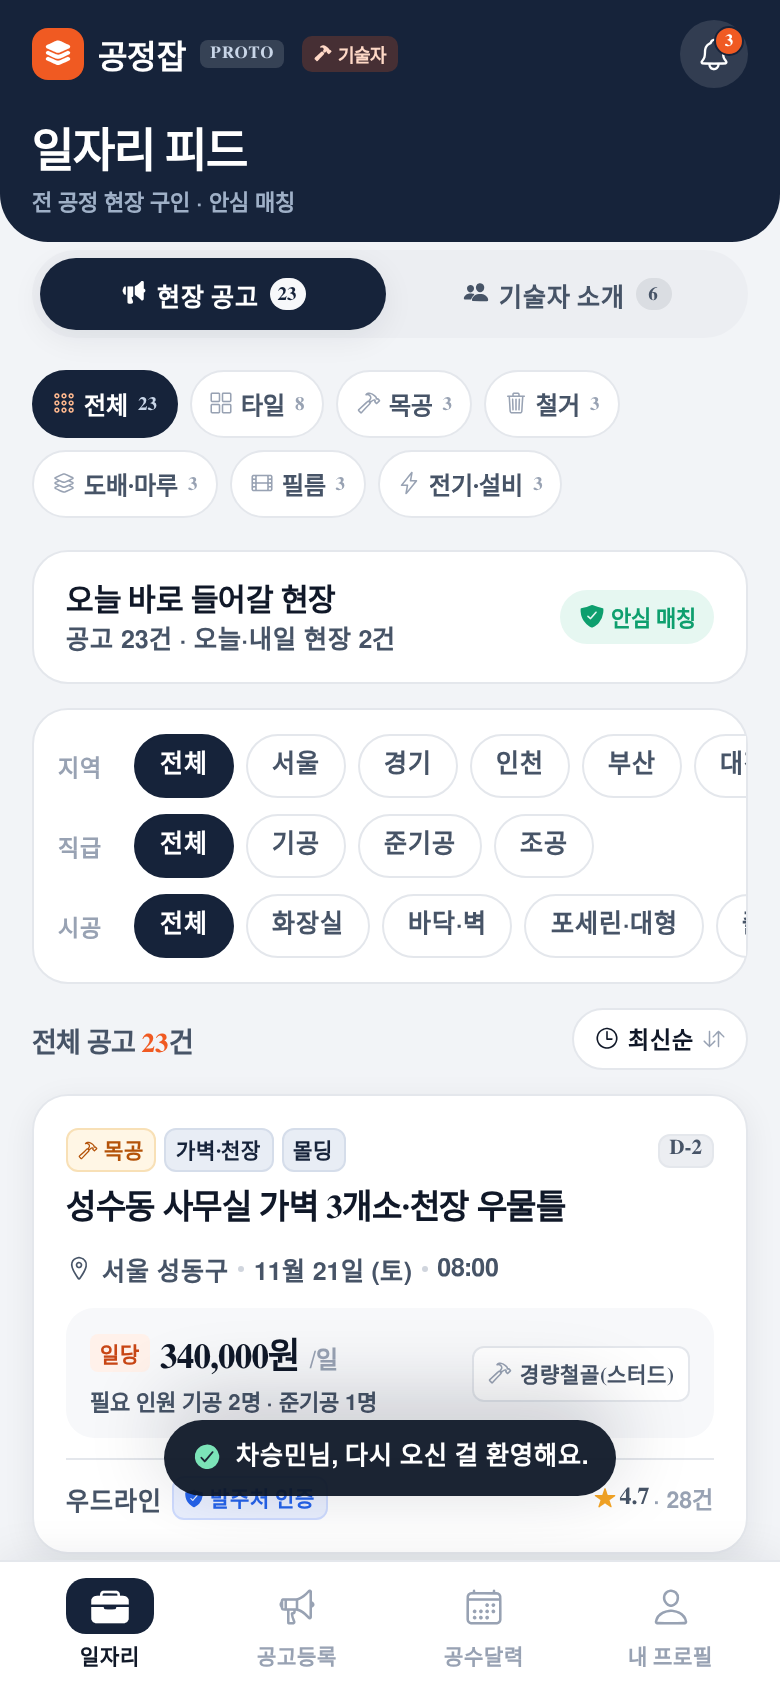 공정잡 PROTO 기술자 3
일자리 피드
전 공정 현장 구인 · 안심 매칭
현장 공고 23 기술자 소개 6
전체 23 타일 8 목공 3 철거 3
도배·마루 3 필름 3 전기·설비 3
오늘 바로 들어갈 현장
공고 23건 · 오늘·내일 현장 2건
안심 매칭
지역 전체 서울 경기 인천 부산
직급 전체 기공 준기공 조공
시공 전체 화장실 바닥·벽 포세린·대형
전체 공고 23건 최신순
목공 가벽·천장 몰딩 D-2
성수동 사무실 가벽 3개소·천장 우물틀
서울 성동구 · 11월 21일 (토) · 08:00
일당 340,000원 /일
필요 인원 기공 2명 · 준기공 1명
경량철골(스터드)
차승민님, 다시 오신 걸 환영해요.
우드라인 발주처 인증 4.7 · 28건
일자리 공고등록 공수달력 내 프로필